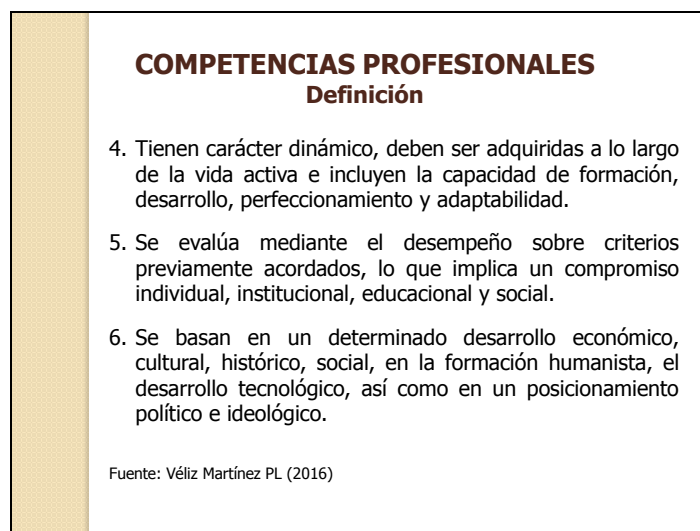 COMPETENCIAS PROFESIONALES
Definición
4. Tienen carácter dinámico, deben ser adquiridas a lo largo
de la vida activa e incluyen la capacidad de formación,
desarrollo, perfeccionamiento y adaptabilidad.
5. Se evalúa mediante el desempeño sobre criterios
previamente acordados, lo que implica un compromiso
individual, institucional, educacional y social.
6. Se basan en un determinado desarrollo económico,
cultural, histórico, social, en la formación humanista, el
desarrollo tecnológico, así como en un posicionamiento
político e ideológico.
Fuente: Véliz Martínez PL (2016)